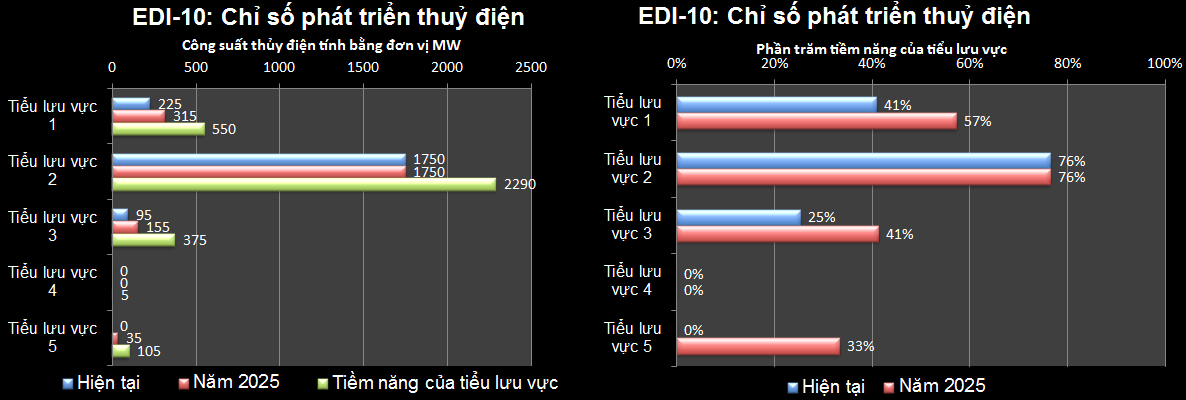 EDI-10: Chỉ số phát triển thuỷ điện
Công suất thủy điện tính bằng đơn vị MW
0 500 1000 1500 2000 2500
Tiểu lưu vực
1
225
315
550
Tiểu lưu vực
2
1750
1750
2290
Tiểu lưu vực
3
95
155
375
Tiểu lưu vực
4
0
0
5
Tiểu lưu vực
5
0
35
105
Hiện tại Năm 2025 Tiềm năng của tiểu lưu vực
EDI-10: Chỉ số phát triển thuỷ điện
Phần trăm tiềm năng của tiểu lưu vực
0% 20% 40% 60% 80% 100%
Tiểu lưu
vực 1
41%
57%
Tiểu lưu
vực 2
76%
76%
Tiểu lưu
vực 3
25%
41%
Tiểu lưu
vực 4
0%
0%
Tiểu lưu
vực 5
0%
33%
Hiện tại Năm 2025